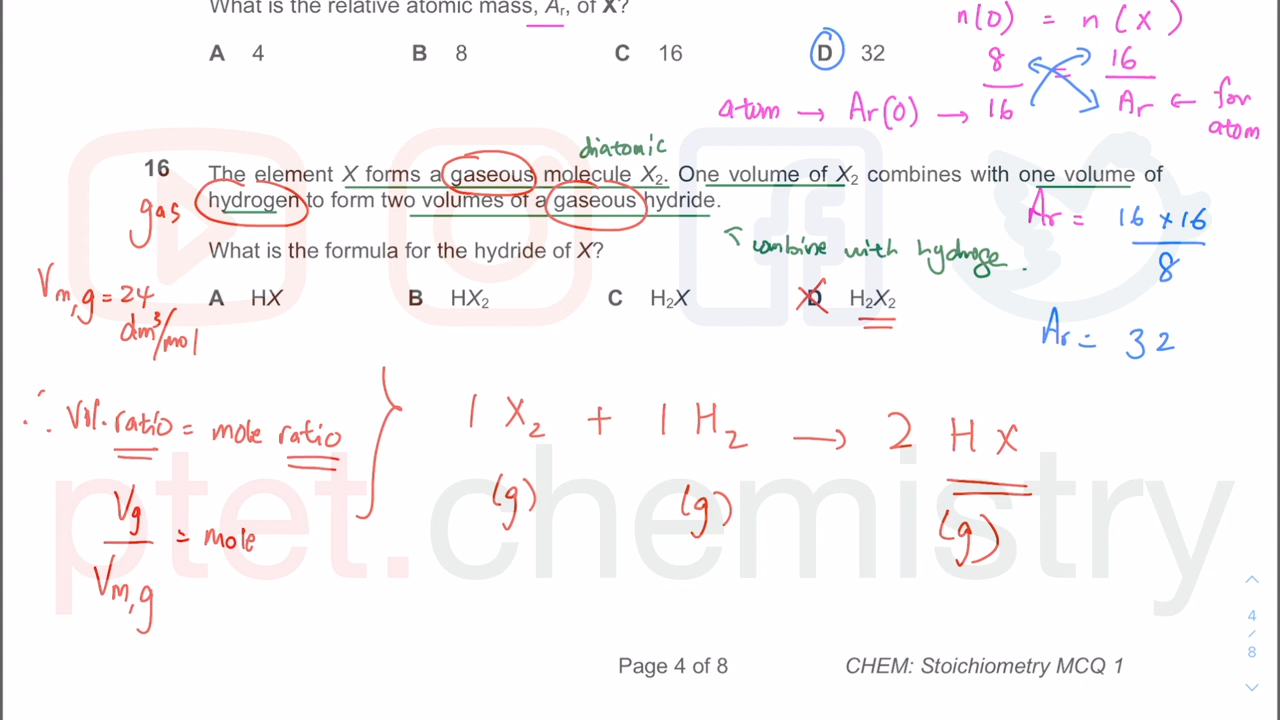 What is the relative atomic mass, Ar, of X?
n(O) = n(X)
A 4 B 8 C 16 D 32
8/16 = 16/Ar ← for atom
atom → Ar(O) →
diatomic
16 The element X forms a gaseous molecule X₂. One volume of X₂ combines with one volume of
hydrogen to form two volumes of a gaseous hydride.
gas
Ar = 16 × 16 / 8
↑ combine with hydroge.
What is the formula for the hydride of X?
A HX B HX₂ C H₂X D H₂X₂
Vm,g = 24 dm³/mol
Ar = 32
∴ Vol. ratio = mole ratio
1 X₂ + 1 H₂ → 2 HX
(g) (g) (g)
Vg / Vm,g = mole
ptet.chemistry
4
/
8
Page 4 of 8 CHEM: Stoichiometry MCQ 1